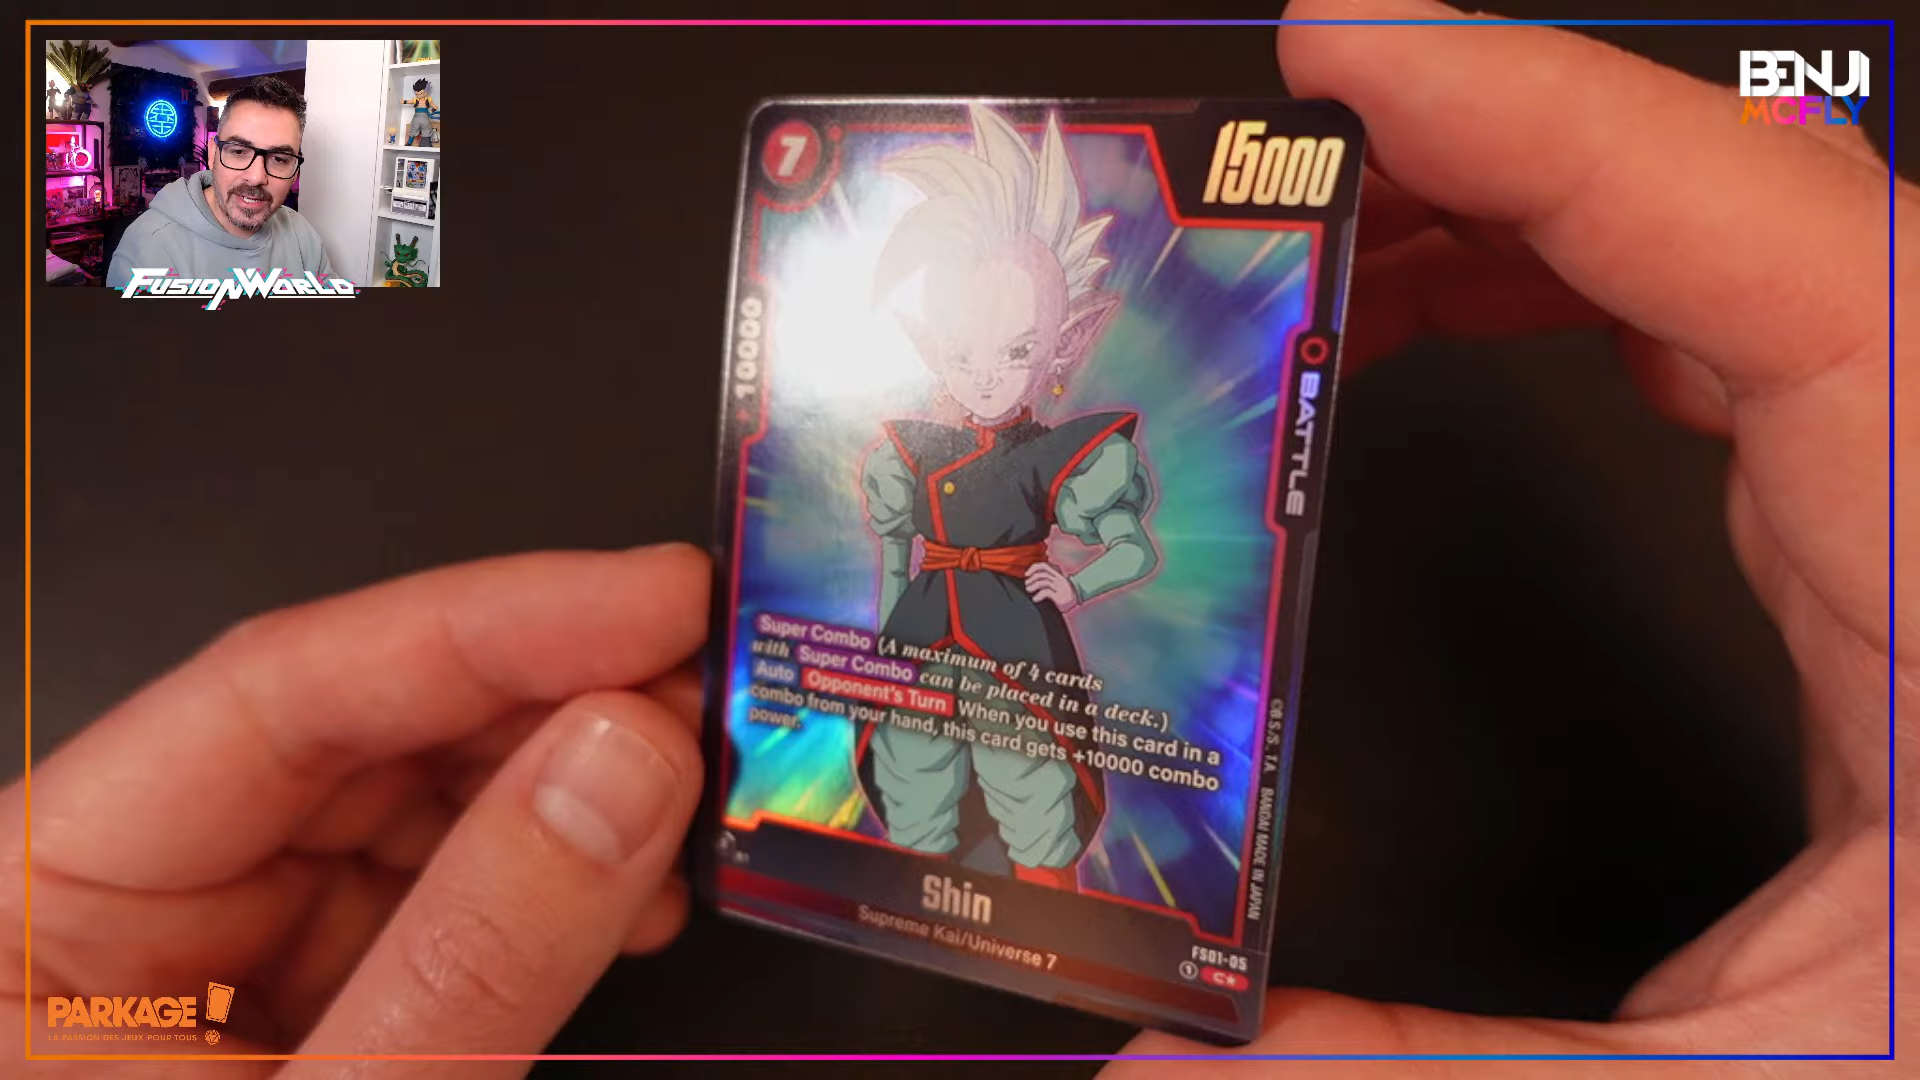 BENJI
MCFLY
FUSION WORLD
7
15000
10000
BATTLE
Super Combo (A maximum of 4 cards
with Super Combo can be placed in a deck.)
Auto Opponent's Turn When you use this card in a
combo from your hand, this card gets +10000 combo
power.
©B.S./S., T.A. BANDAI MADE IN JAPAN
Shin
Supreme Kai/Universe 7
FS01-05
1 C★
PARKAGE
LA PASSION DES JEUX POUR TOUS